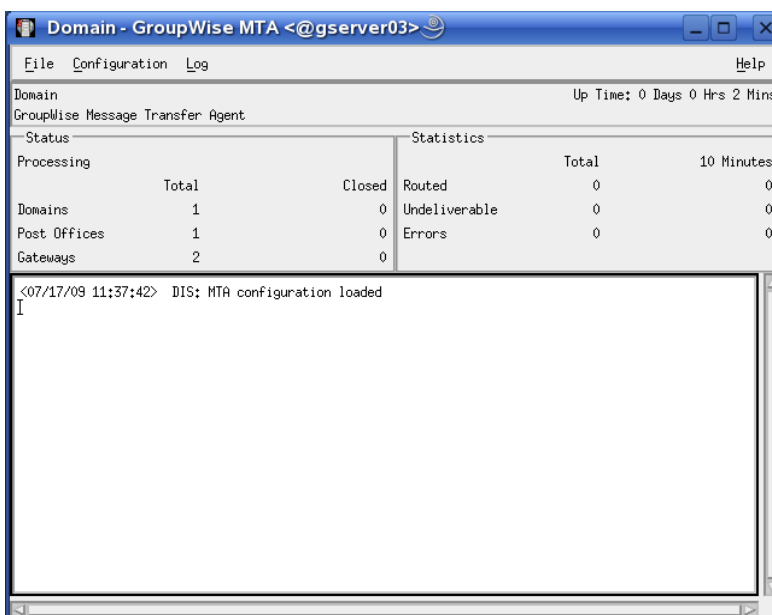 Domain - GroupWise MTA <@gserver03>
File Configuration Log Help
Domain Up Time: 0 Days 0 Hrs 2 Mins
GroupWise Message Transfer Agent
Status Statistics
Processing Total 10 Minutes
Total Closed Routed 0 0
Domains 1 0 Undeliverable 0 0
Post Offices 1 0 Errors 0 0
Gateways 2 0
<07/17/09 11:37:42> DIS: MTA configuration loaded